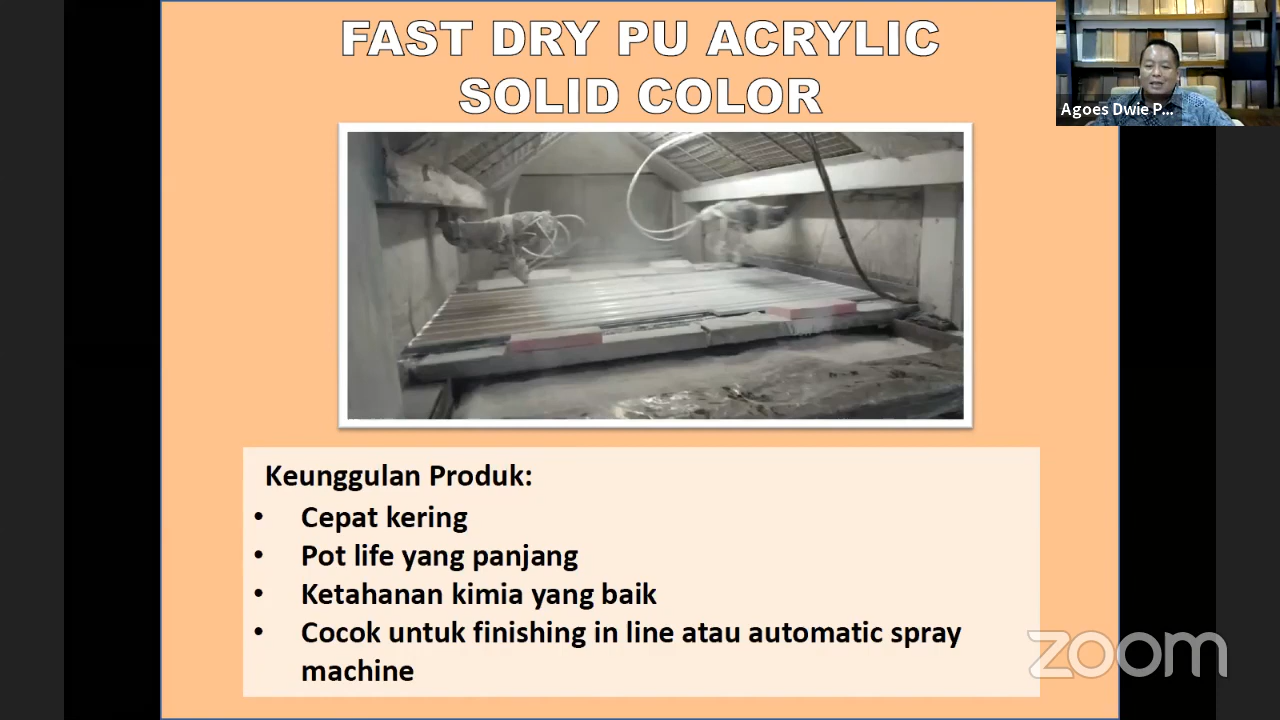 FAST DRY PU ACRYLIC
SOLID COLOR
Agoes Dwie P...
Keunggulan Produk:
• Cepat kering
• Pot life yang panjang
• Ketahanan kimia yang baik
• Cocok untuk finishing in line atau automatic spray
machine
zoom